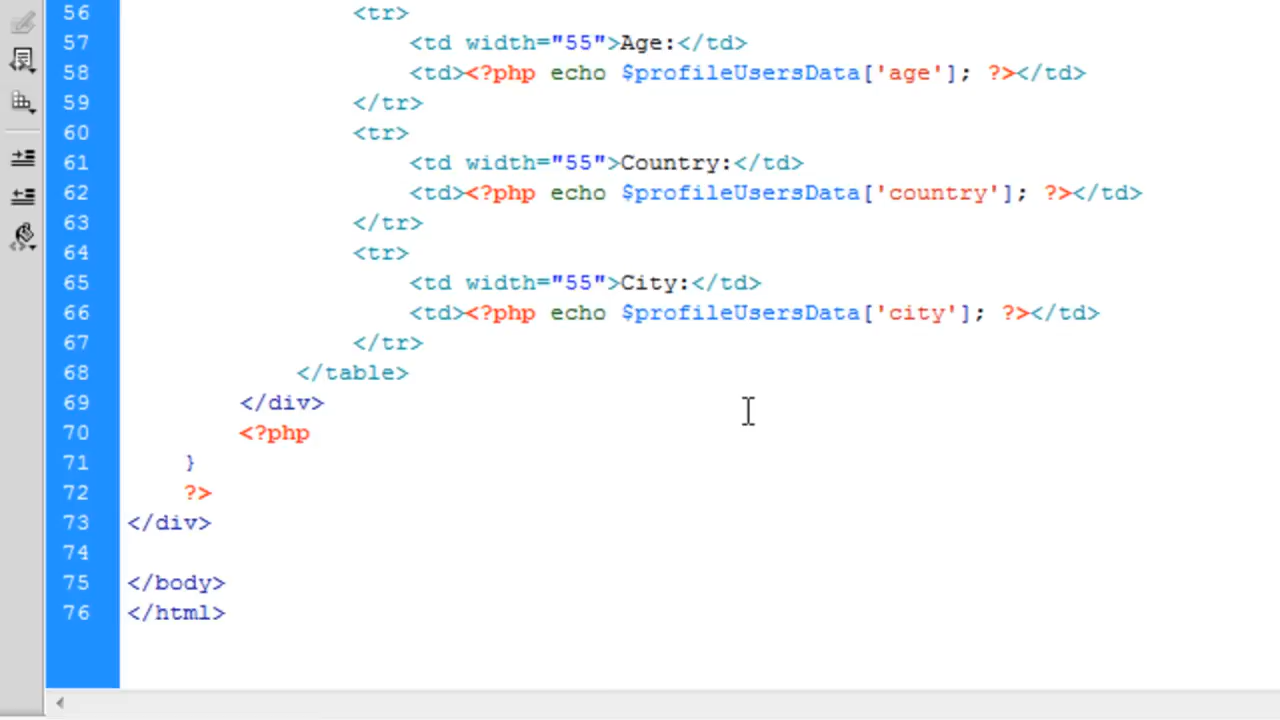 56 <tr>
57 <td width="55">Age:</td>
58 <td><?php echo $profileUsersData['age']; ?></td>
59 </tr>
60 <tr>
61 <td width="55">Country:</td>
62 <td><?php echo $profileUsersData['country']; ?></td>
63 </tr>
64 <tr>
65 <td width="55">City:</td>
66 <td><?php echo $profileUsersData['city']; ?></td>
67 </tr>
68 </table>
69 </div>
70 <?php
71 }
72 ?>
73 </div>
74
75 </body>
76 </html>